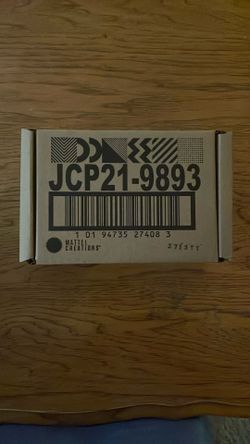 JCP21-9893
1 01 94735 27408 3
MATTEL
CREATIONS